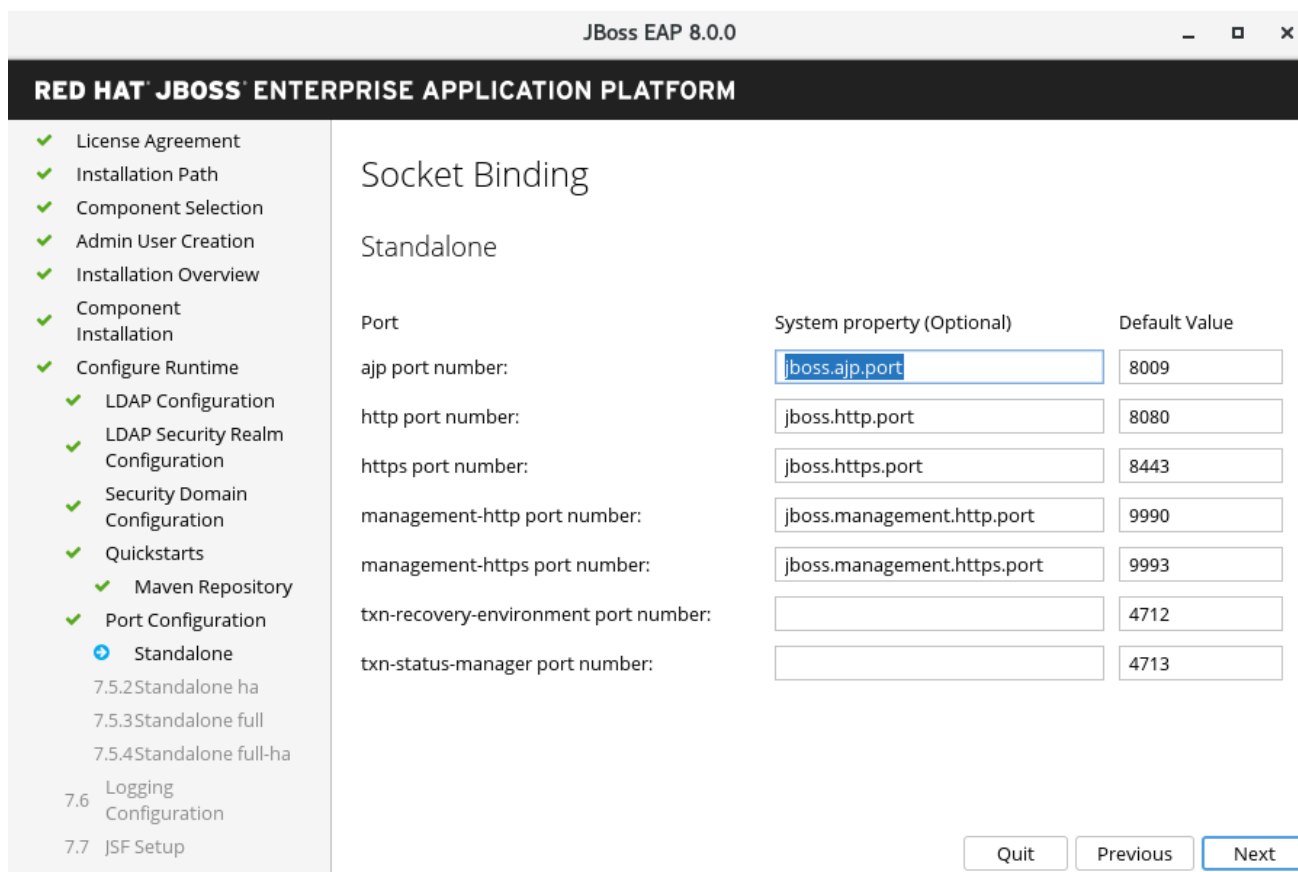 JBoss EAP 8.0.0
RED HAT® JBOSS® ENTERPRISE APPLICATION PLATFORM
License Agreement
Installation Path
Component Selection
Admin User Creation
Installation Overview
Component
Installation
Configure Runtime
LDAP Configuration
LDAP Security Realm
Configuration
Security Domain
Configuration
Quickstarts
Maven Repository
Port Configuration
Standalone
7.5.2 Standalone ha
7.5.3 Standalone full
7.5.4 Standalone full-ha
7.6 Logging
Configuration
7.7 JSF Setup
Socket Binding
Standalone
Port System property (Optional) Default Value
ajp port number: jboss.ajp.port 8009
http port number: jboss.http.port 8080
https port number: jboss.https.port 8443
management-http port number: jboss.management.http.port 9990
management-https port number: jboss.management.https.port 9993
txn-recovery-environment port number: 4712
txn-status-manager port number: 4713
Quit Previous Next